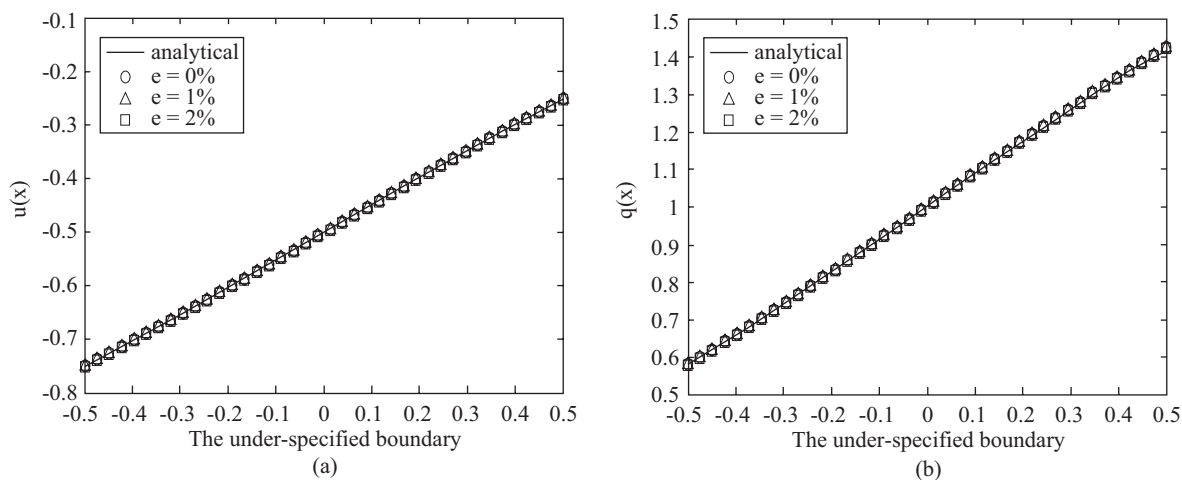 -0.1
-0.2
-0.3
-0.4
-0.5
-0.6
-0.7
-0.8
u(x)
analytical
e = 0%
e = 1%
e = 2%
-0.5 -0.4 -0.3 -0.2 -0.1 0 0.1 0.2 0.3 0.4 0.5
The under-specified boundary
(a)
1.5
1.4
1.3
1.2
1.1
1
0.9
0.8
0.7
0.6
0.5
q(x)
analytical
e = 0%
e = 1%
e = 2%
-0.5 -0.4 -0.3 -0.2 -0.1 0 0.1 0.2 0.3 0.4 0.5
The under-specified boundary
(b)